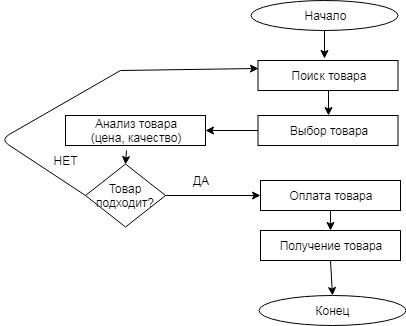 Начало
Поиск товара
Выбор товара
Анализ товара
(цена, качество)
НЕТ
Товар
подходит?
ДА
Оплата товара
Получение товара
Конец